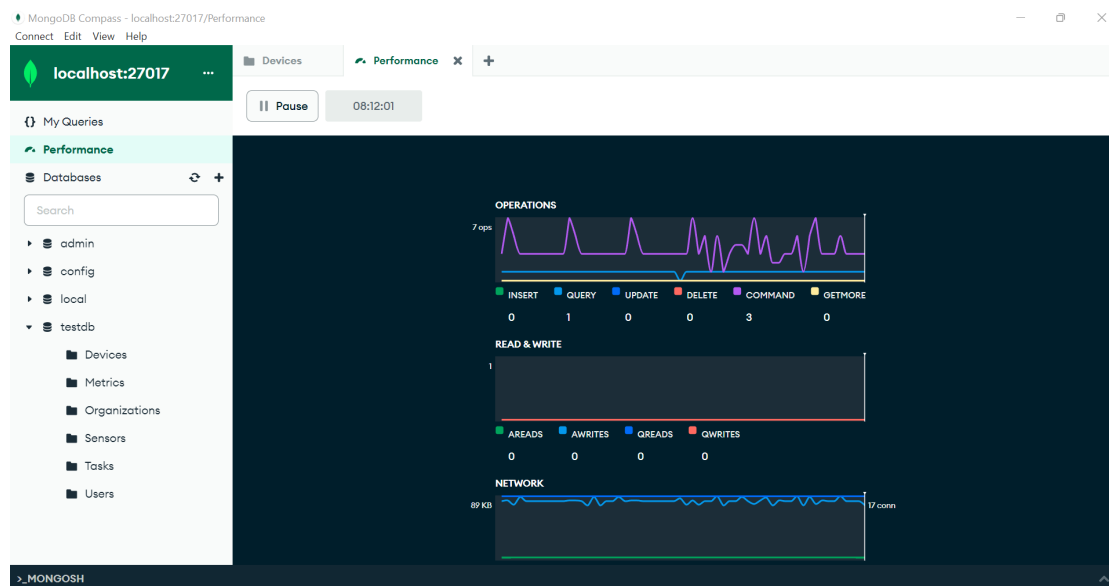 MongoDB Compass - localhost:27017/Performance
Connect Edit View Help
localhost:27017 ...
Devices Performance
Pause 08:12:01
{} My Queries
Performance
Databases
Search
admin
config
local
testdb
Devices
Metrics
Organizations
Sensors
Tasks
Users
OPERATIONS
7 ops
INSERT QUERY UPDATE DELETE COMMAND GETMORE
0 1 0 0 3 0
READ & WRITE
1
AREADS AWRITES QREADS QWRITES
0 0 0 0
NETWORK
89 KB 17 conn
>_MONGOSH